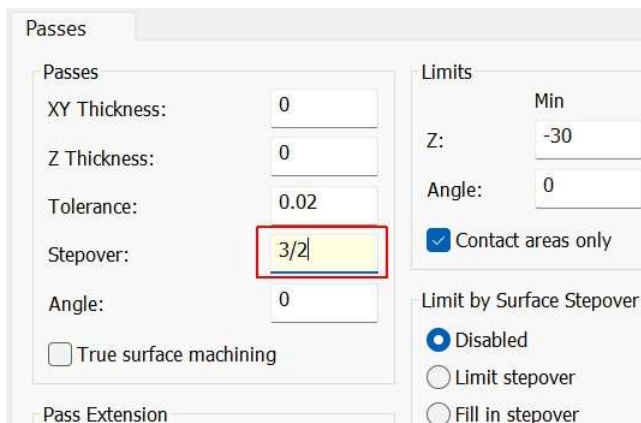 Passes
Passes
XY Thickness: 0
Z Thickness: 0
Tolerance: 0.02
Stepover: 3/2
Angle: 0
True surface machining
Pass Extension
Limits
Min
Z: -30
Angle: 0
Contact areas only
Limit by Surface Stepover
Disabled
Limit stepover
Fill in stepover